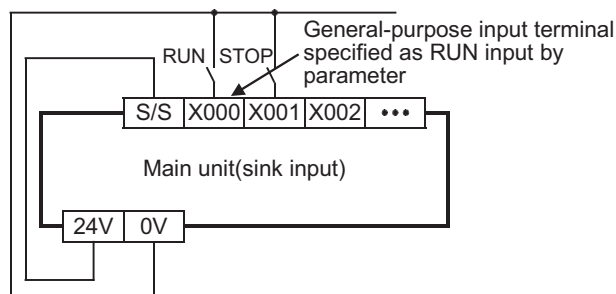 General-purpose input terminal
specified as RUN input by
parameter
RUN STOP
S/S X000 X001 X002 •••
Main unit(sink input)
24V 0V